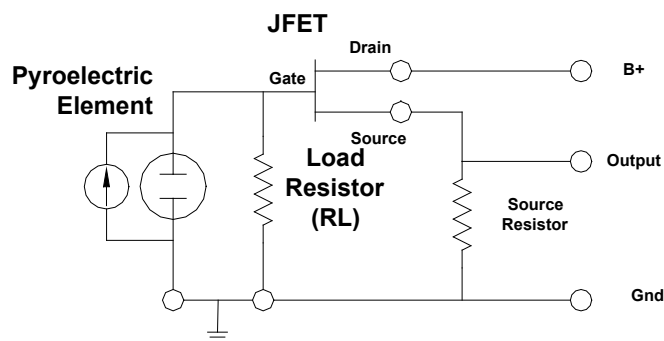 JFET
Drain
B+
Pyroelectric
Element
Gate
Source
Load
Resistor
(RL)
Output
Source
Resistor
Gnd